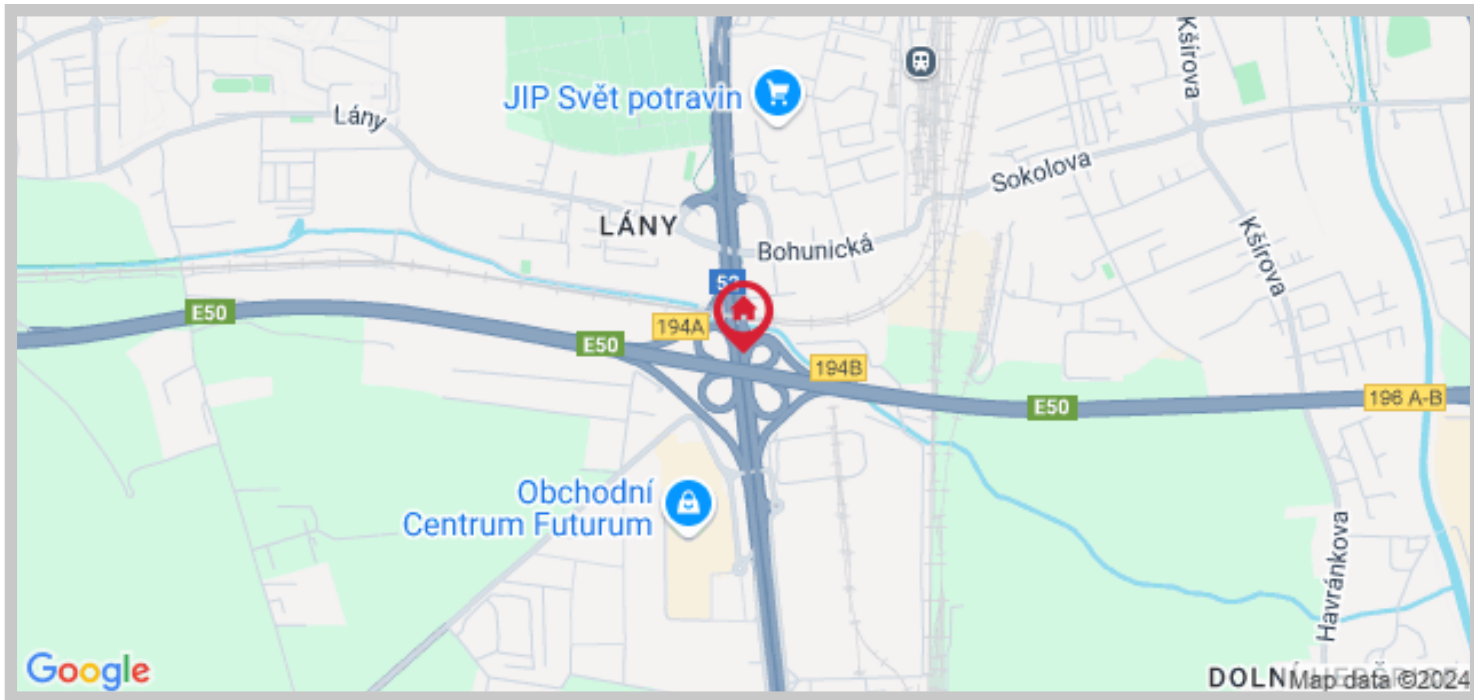 Kšírova
JIP Svět potravin
Lány
Sokolova
LÁNY
Bohunická
Kšírova
52
E50
194A
E50
194B
196 A-B
E50
Obchodní
Centrum Futurum
Havránkova
Google
Map data ©2024